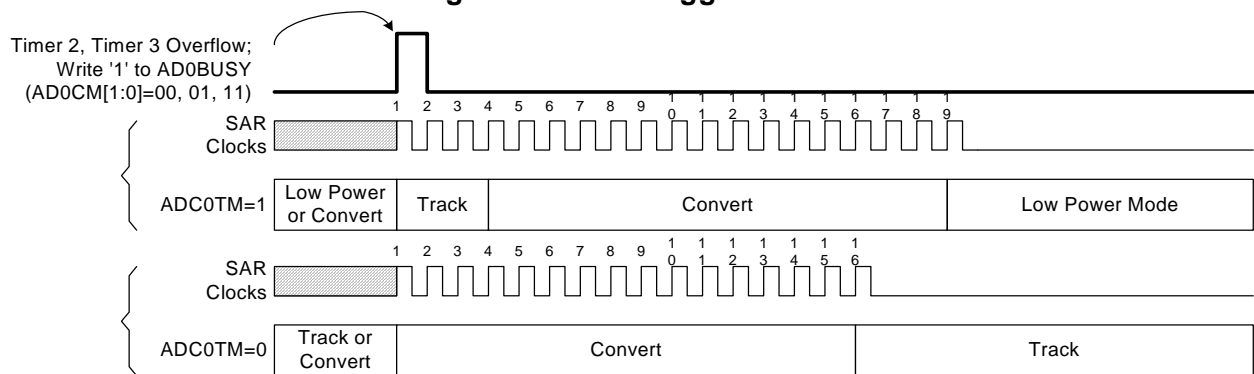 Timer 2, Timer 3 Overflow;
Write '1' to AD0BUSY
(AD0CM[1:0]=00, 01, 11)
1 2 3 4 5 6 7 8 9 10 11 12 13 14 15 16 17 18 19
SAR
Clocks
ADC0TM=1
Low Power
or Convert
Track
Convert
Low Power Mode
1 2 3 4 5 6 7 8 9 10 11 12 13 14 15 16
SAR
Clocks
ADC0TM=0
Track or
Convert
Convert
Track